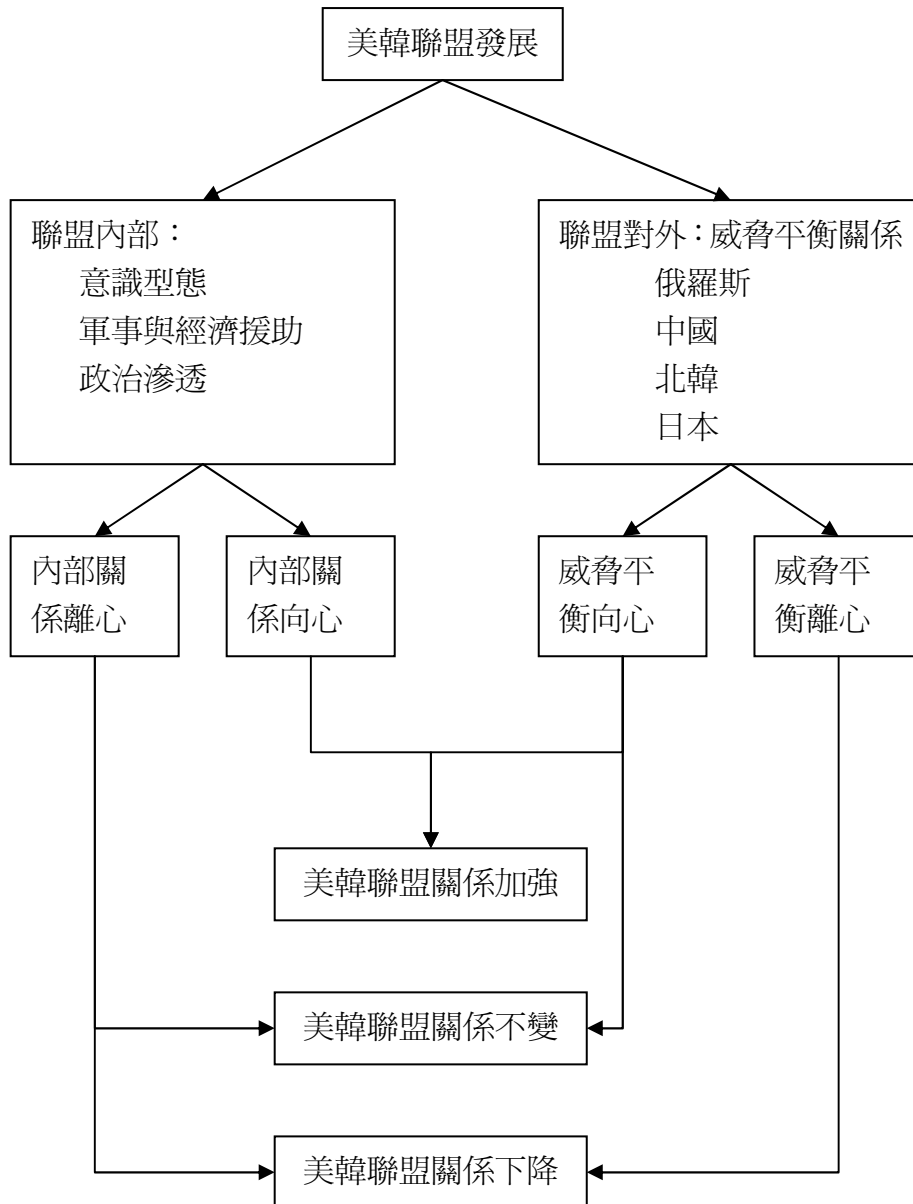 美韓聯盟發展
聯盟內部：
意識型態
軍事與經濟援助
政治滲透
聯盟對外：威脅平衡關係
俄羅斯
中國
北韓
日本
內部關
係離心
內部關
係向心
威脅平
衡向心
威脅平
衡離心
美韓聯盟關係加強
美韓聯盟關係不變
美韓聯盟關係下降